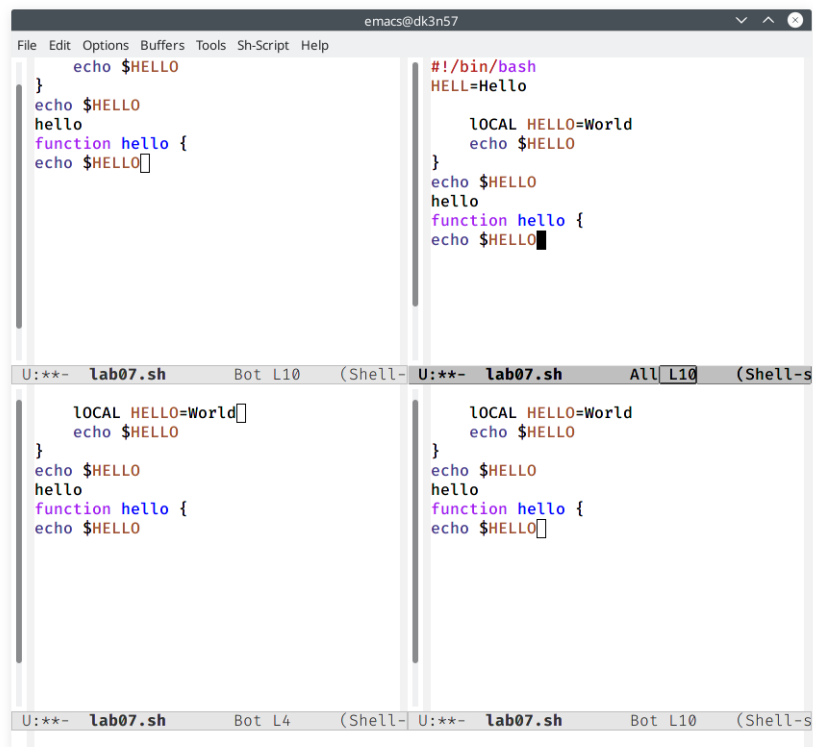 emacs@dk3n57
File Edit Options Buffers Tools Sh-Script Help
    echo $HELLO
}
echo $HELLO
hello
function hello {
echo $HELLO
U:**-  lab07.sh       Bot L10    (Shell-
#!/bin/bash
HELL=Hello

    lOCAL HELLO=World
    echo $HELLO
}
echo $HELLO
hello
function hello {
echo $HELLO
U:**-  lab07.sh       All L10    (Shell-s
    lOCAL HELLO=World
    echo $HELLO
}
echo $HELLO
hello
function hello {
echo $HELLO
U:**-  lab07.sh       Bot L4     (Shell-
    lOCAL HELLO=World
    echo $HELLO
}
echo $HELLO
hello
function hello {
echo $HELLO
U:**-  lab07.sh       Bot L10    (Shell-s